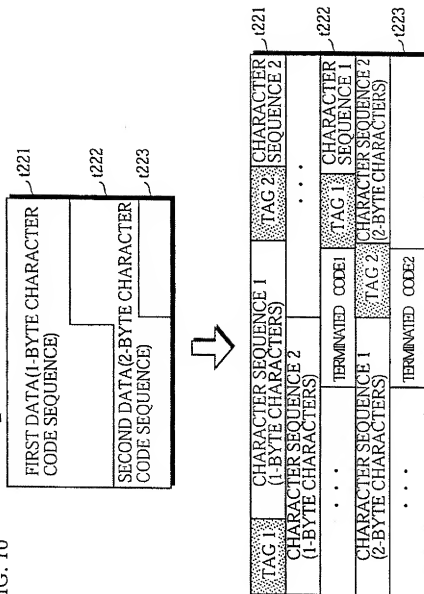 FIG. 10
FIRST DATA(1-BYTE CHARACTER
CODE SEQUENCE)
t221
t222
SECOND DATA(2-BYTE CHARACTER
CODE SEQUENCE)
t223
TAG 1
CHARACTER SEQUENCE 1
(1-BYTE CHARACTERS)
TAG 2
CHARACTER
SEQUENCE 2
t221
CHARACTER SEQUENCE 2
(1-BYTE CHARACTERS)
. . .
. . .
TERMINATED CODE1
TAG 1
CHARACTER
SEQUENCE 1
t222
CHARACTER SEQUENCE 1
(2-BYTE CHARACTERS)
TAG 2
CHARACTER SEQUENCE 2
(2-BYTE CHARACTERS)
. . .
TERMINATED CODE2
t223